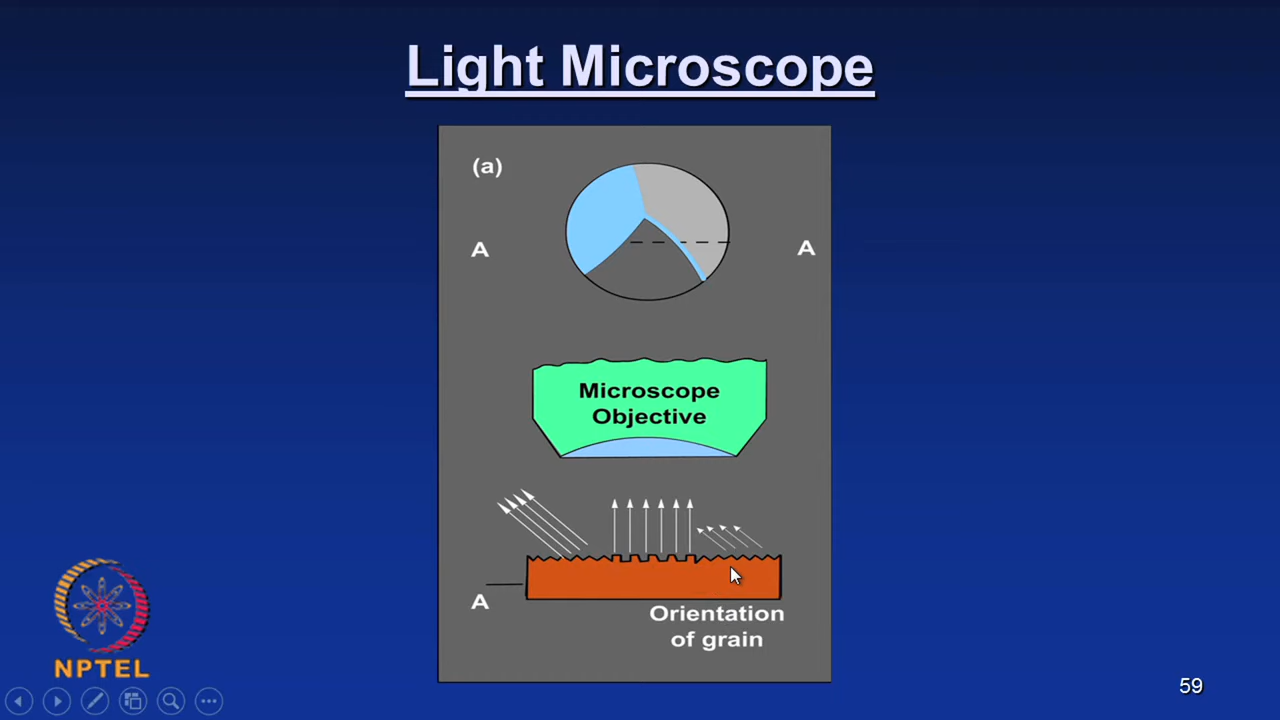 Light Microscope
(a)
A
A
Microscope
Objective
A
Orientation
of grain
NPTEL
59